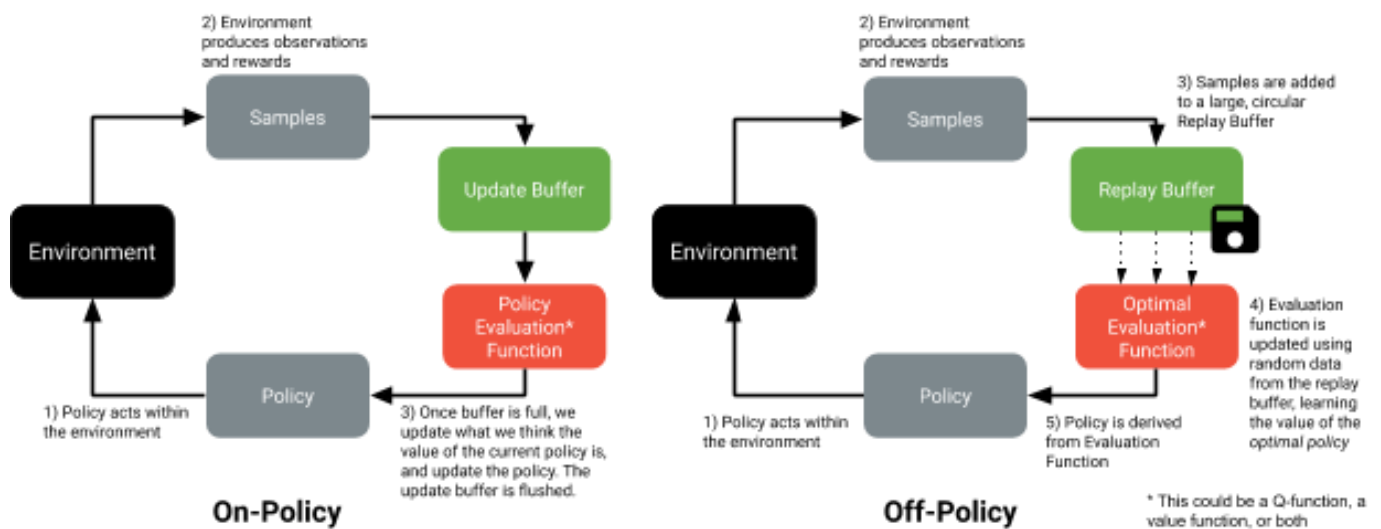 2) Environment
produces observations
and rewards
Samples
Update Buffer
Environment
Policy
Evaluation*
Function
Policy
1) Policy acts within
the environment
3) Once buffer is full, we
update what we think the
value of the current policy is,
and update the policy. The
update buffer is flushed.
On-Policy
2) Environment
produces observations
and rewards
3) Samples are added
to a large, circular
Replay Buffer
Samples
Replay Buffer
Environment
Optimal
Evaluation*
Function
4) Evaluation
function is
updated using
random data
from the replay
buffer, learning
the value of the
optimal policy
Policy
1) Policy acts within
the environment
5) Policy is derived
from Evaluation
Function
Off-Policy
* This could be a Q-function, a
value function, or both